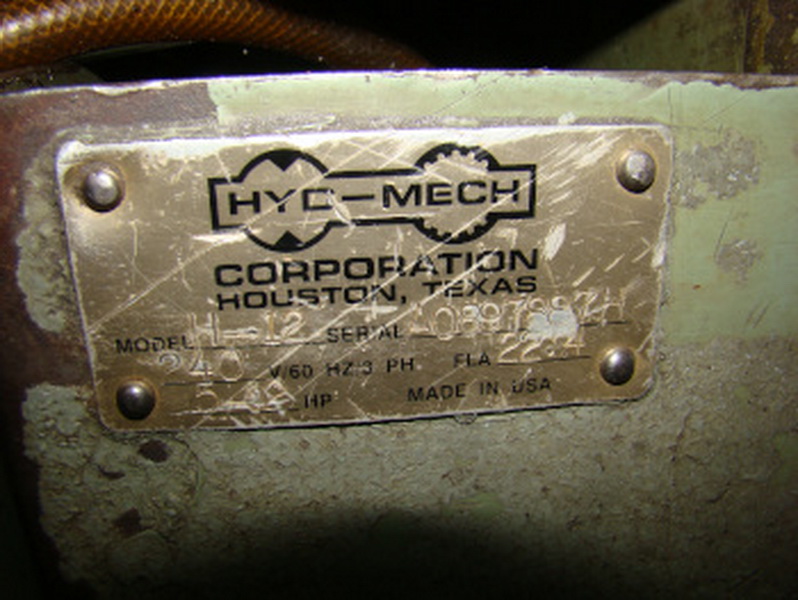 HYD-MECH
CORPORATION
HOUSTON, TEXAS
MODEL H-12 SERIAL
240 V/60 HZ/3 PH FLA
HP MADE IN USA